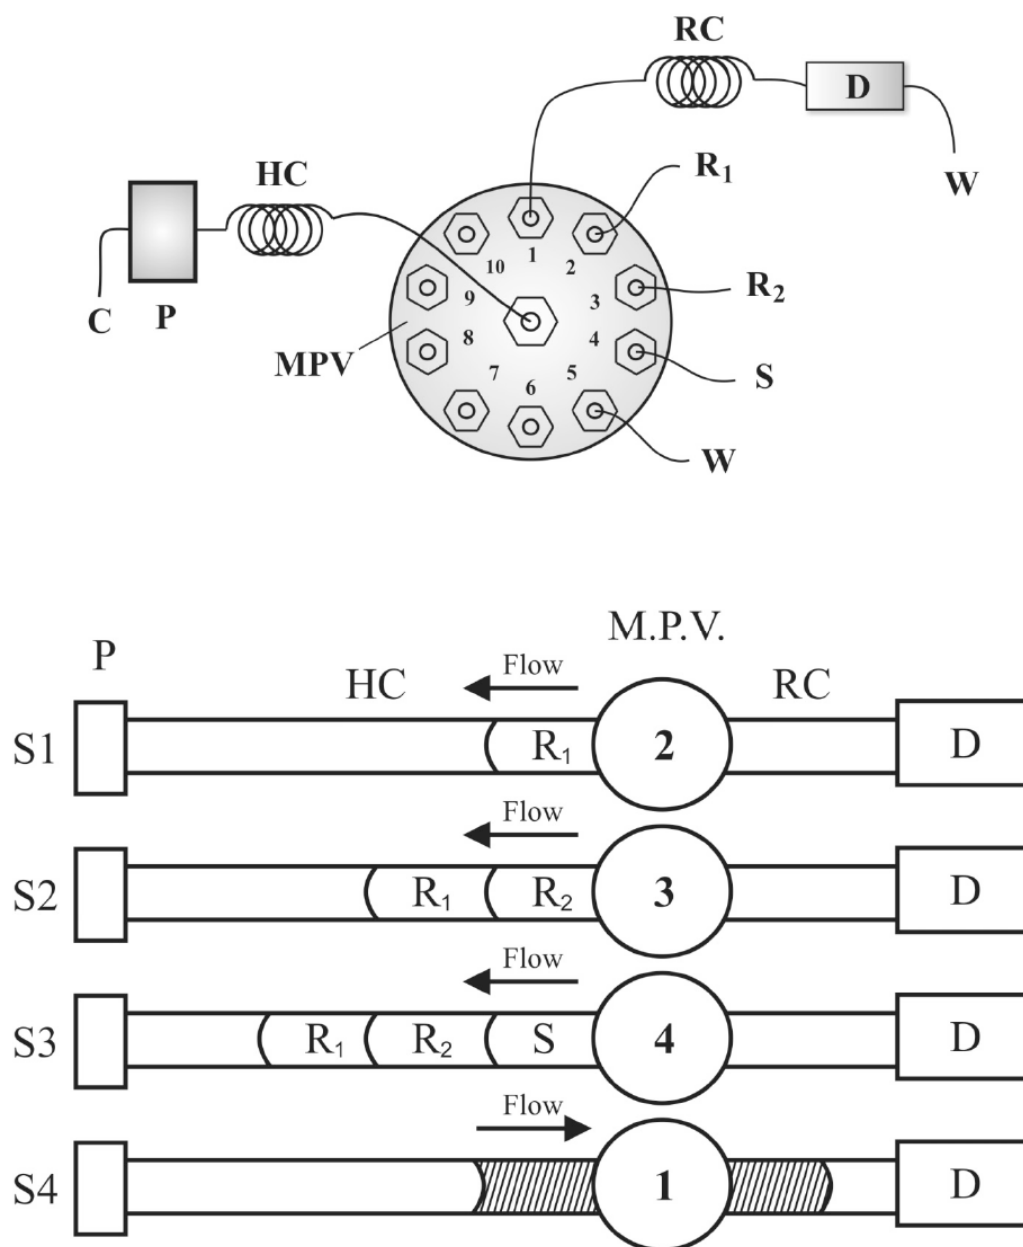 RC
D
W
R₁
HC
R₂
C
P
MPV
S
W
1
2
3
4
5
6
7
8
9
10
M.P.V.
P
HC
Flow
RC
S1
R₁
2
D
Flow
S2
R₁
R₂
3
D
Flow
S3
R₁
R₂
S
4
D
Flow
S4
1
D